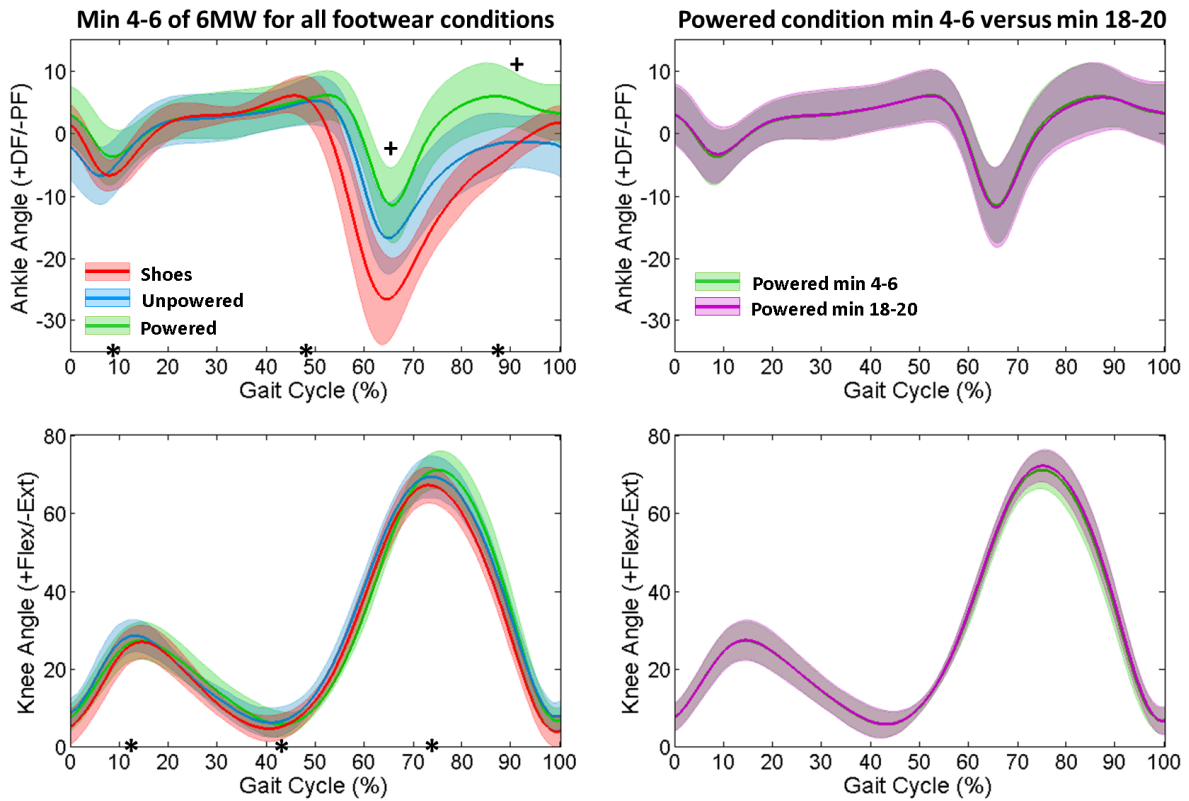 Min 4-6 of 6MW for all footwear conditions
Powered condition min 4-6 versus min 18-20
Ankle Angle (+DF/-PF)
10
0
-10
-20
-30
+
+
Shoes
Unpowered
Powered
* * *
0 10 20 30 40 50 60 70 80 90 100
Gait Cycle (%)
Ankle Angle (+DF/-PF)
10
0
-10
-20
-30
Powered min 4-6
Powered min 18-20
0 10 20 30 40 50 60 70 80 90 100
Gait Cycle (%)
Knee Angle (+Flex/-Ext)
80
60
40
20
0
* * *
0 10 20 30 40 50 60 70 80 90 100
Gait Cycle (%)
Knee Angle (+Flex/-Ext)
80
60
40
20
0
0 10 20 30 40 50 60 70 80 90 100
Gait Cycle (%)